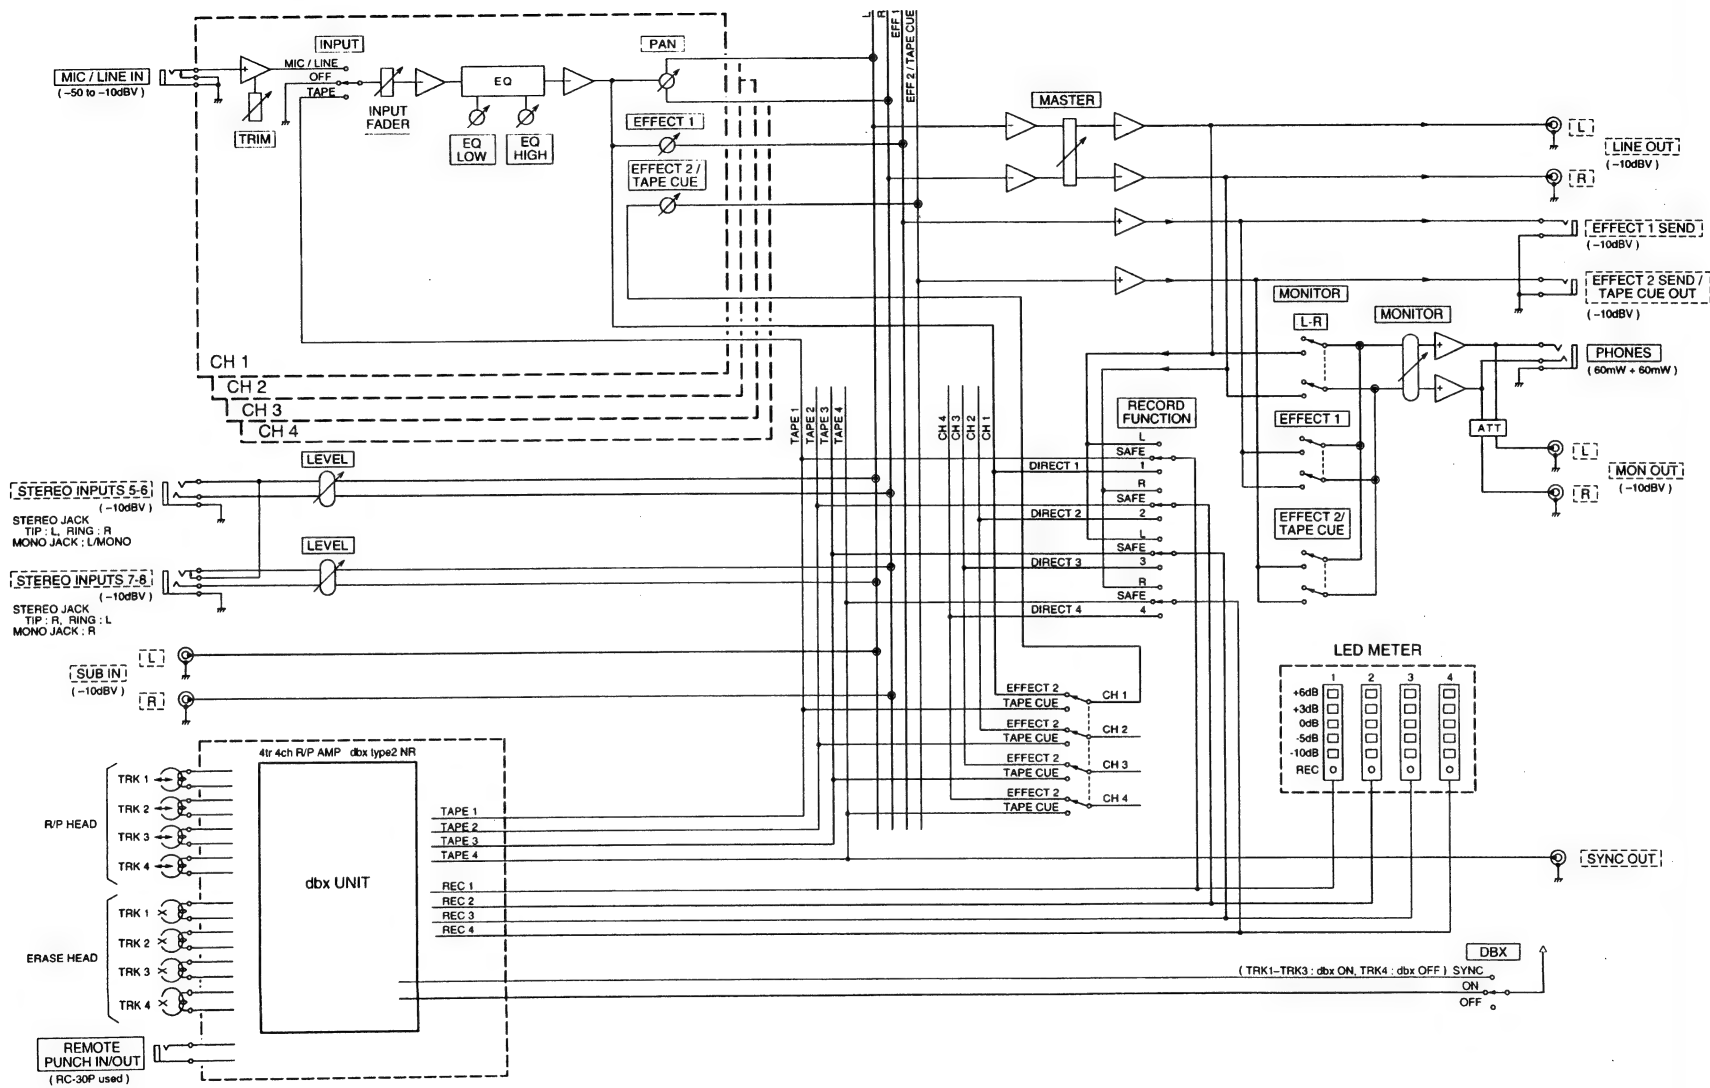 L
R
EFF 1
EFF 2 / TAPE CUE
INPUT
PAN
MIC / LINE IN
(-50 to -10dBV)
MIC / LINE
OFF
TAPE
TRIM
INPUT
FADER
EQ
EQ
LOW
EQ
HIGH
EFFECT 1
EFFECT 2 /
TAPE CUE
MASTER
L
LINE OUT
(-10dBV)
R
EFFECT 1 SEND
(-10dBV)
EFFECT 2 SEND /
TAPE CUE OUT
(-10dBV)
MONITOR
L-R
MONITOR
PHONES
(60mW + 60mW)
CH 1
CH 2
CH 3
CH 4
TAPE 1
TAPE 2
TAPE 3
TAPE 4
CH 4
CH 3
CH 2
CH 1
RECORD
FUNCTION
L
SAFE
DIRECT 1
1
R
SAFE
DIRECT 2
2
L
SAFE
DIRECT 3
3
R
SAFE
DIRECT 4
4
EFFECT 1
ATT
L
MON OUT
(-10dBV)
R
EFFECT 2/
TAPE CUE
LEVEL
STEREO INPUTS 5-6
(-10dBV)
STEREO JACK
TIP : L, RING : R
MONO JACK : L/MONO
LEVEL
STEREO INPUTS 7-8
(-10dBV)
STEREO JACK
TIP : R, RING : L
MONO JACK : R
L
SUB IN
(-10dBV)
R
EFFECT 2
TAPE CUE
CH 1
EFFECT 2
TAPE CUE
CH 2
EFFECT 2
TAPE CUE
CH 3
EFFECT 2
TAPE CUE
CH 4
LED METER
1 2 3 4
+6dB
+3dB
0dB
-5dB
-10dB
REC
4tr 4ch R/P AMP dbx type2 NR
R/P HEAD
TRK 1
TRK 2
TRK 3
TRK 4
dbx UNIT
TAPE 1
TAPE 2
TAPE 3
TAPE 4
REC 1
REC 2
REC 3
REC 4
SYNC OUT
ERASE HEAD
TRK 1
TRK 2
TRK 3
TRK 4
DBX
(TRK1-TRK3 : dbx ON, TRK4 : dbx OFF) SYNC
ON
OFF
REMOTE
PUNCH IN/OUT
(RC-30P used)